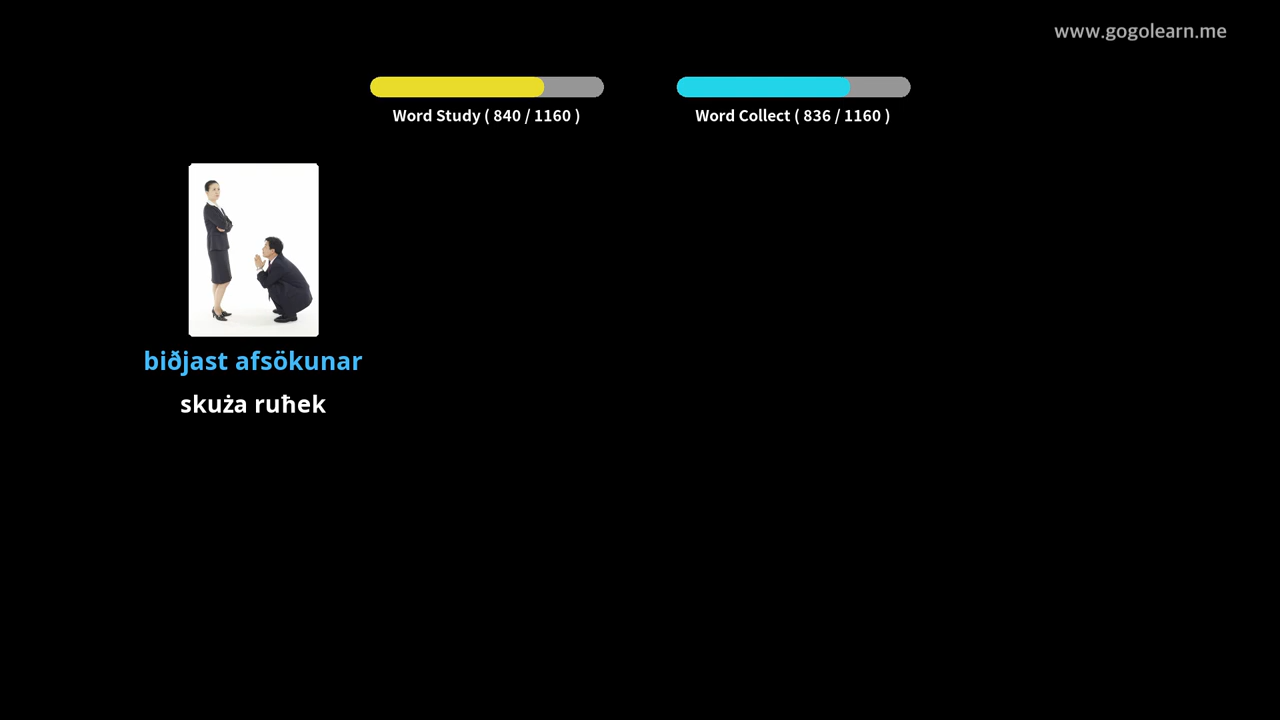 www.gogolearn.me
Word Study ( 840 / 1160 )
Word Collect ( 836 / 1160 )
biðjast afsökunar
skuża ruħek